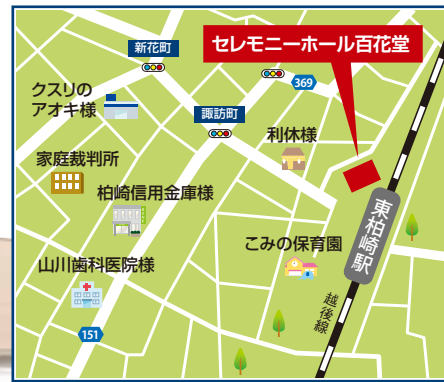 新花町
セレモニーホール百花堂
369
クスリの
アオキ様
諏訪町
利休様
家庭裁判所
柏崎信用金庫様
こみの保育園
東柏崎駅
山川歯科医院様
越後線
151